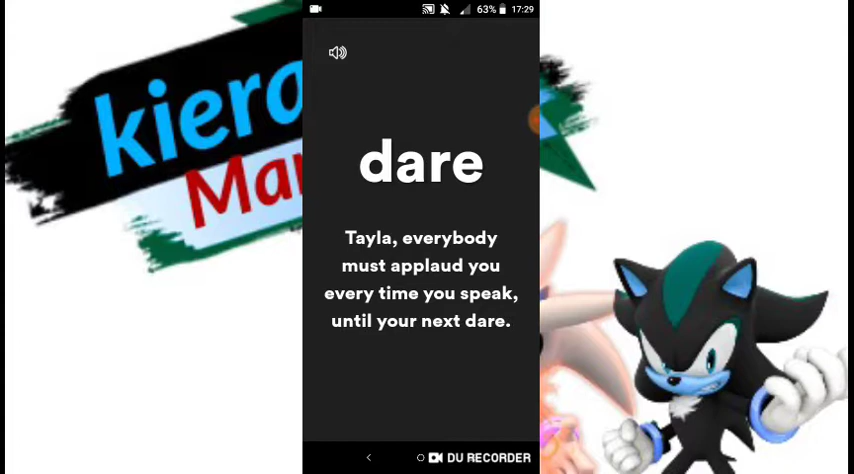 63% 17:29
kiera
Mar
dare
Tayla, everybody
must applaud you
every time you speak,
until your next dare.
DU RECORDER